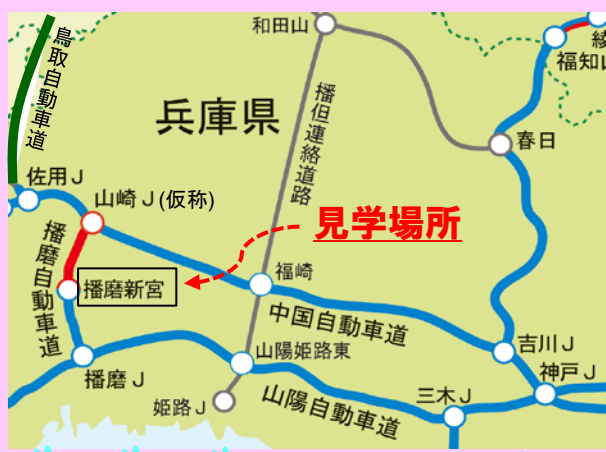 和田山
綾
福知山
鳥取自動車道
兵庫県
播但連絡道路
春日
佐用J
山崎J(仮称)
見学場所
播磨自動車道
播磨新宮
福崎
中国自動車道
吉川J
山陽姫路東
神戸J
播磨J
姫路J
山陽自動車道
三木J